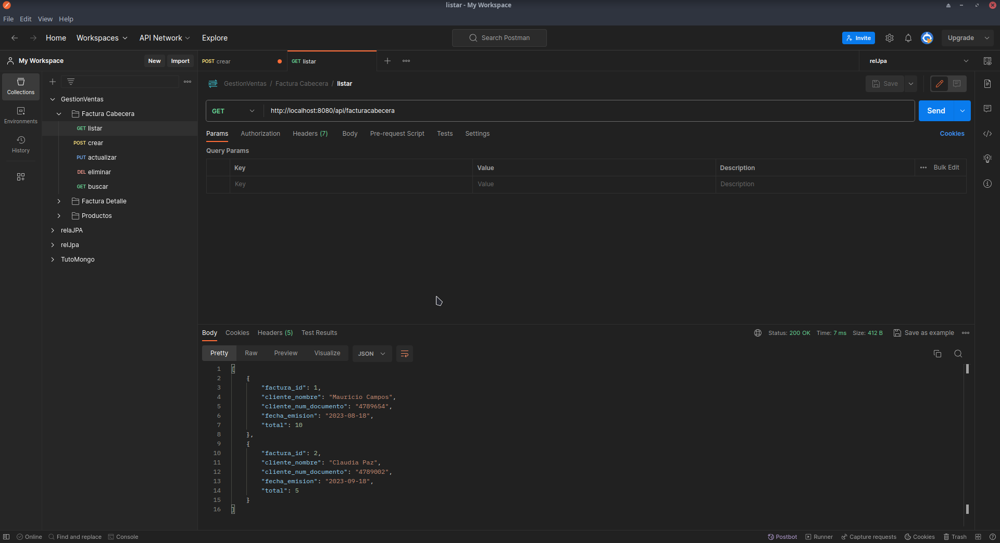 listar - My Workspace
File Edit View Help
Home Workspaces API Network Explore
Search Postman
Invite
Upgrade
My Workspace New Import
POST crear
GET listar
relJpa
Collections
Environments
History
GestionVentas
Factura Cabecera
GET listar
POST crear
PUT actualizar
DEL eliminar
GET buscar
Factura Detalle
Productos
relaJPA
relJpa
TutoMongo
HTTP GestionVentas / Factura Cabecera / listar
Save
GET http://localhost:8080/api/facturacabecera
Send
Params Authorization Headers (7) Body Pre-request Script Tests Settings
Cookies
Query Params
Key Value Description Bulk Edit
Key Value Description
Body Cookies Headers (5) Test Results
Status: 200 OK Time: 7 ms Size: 412 B Save as example
Pretty Raw Preview Visualize JSON
1 [
2 {
3 "factura_id": 1,
4 "cliente_nombre": "Mauricio Campos",
5 "cliente_num_documento": "4789654",
6 "fecha_emision": "2023-08-18",
7 "total": 10
8 },
9 {
10 "factura_id": 2,
11 "cliente_nombre": "Claudia Paz",
12 "cliente_num_documento": "4789002",
13 "fecha_emision": "2023-09-18",
14 "total": 5
15 }
16 ]
Online Find and replace Console
Postbot Runner Capture requests Cookies Trash